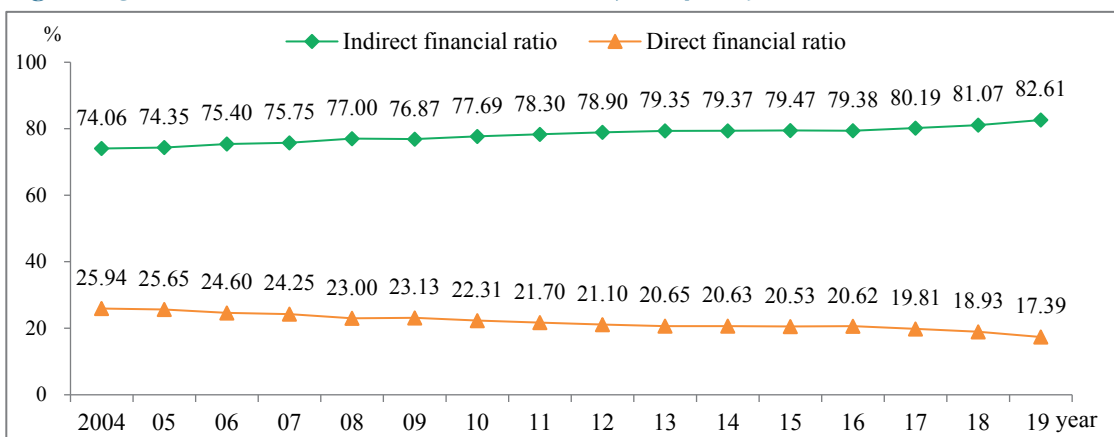 %
Indirect financial ratio
Direct financial ratio
100
74.06 74.35 75.40 75.75 77.00 76.87 77.69 78.30 78.90 79.35 79.37 79.47 79.38 80.19 81.07 82.61
80
60
40
25.94 25.65 24.60 24.25 23.00 23.13 22.31 21.70 21.10 20.65 20.63 20.53 20.62 19.81 18.93 17.39
20
0
2004 05 06 07 08 09 10 11 12 13 14 15 16 17 18 19 year